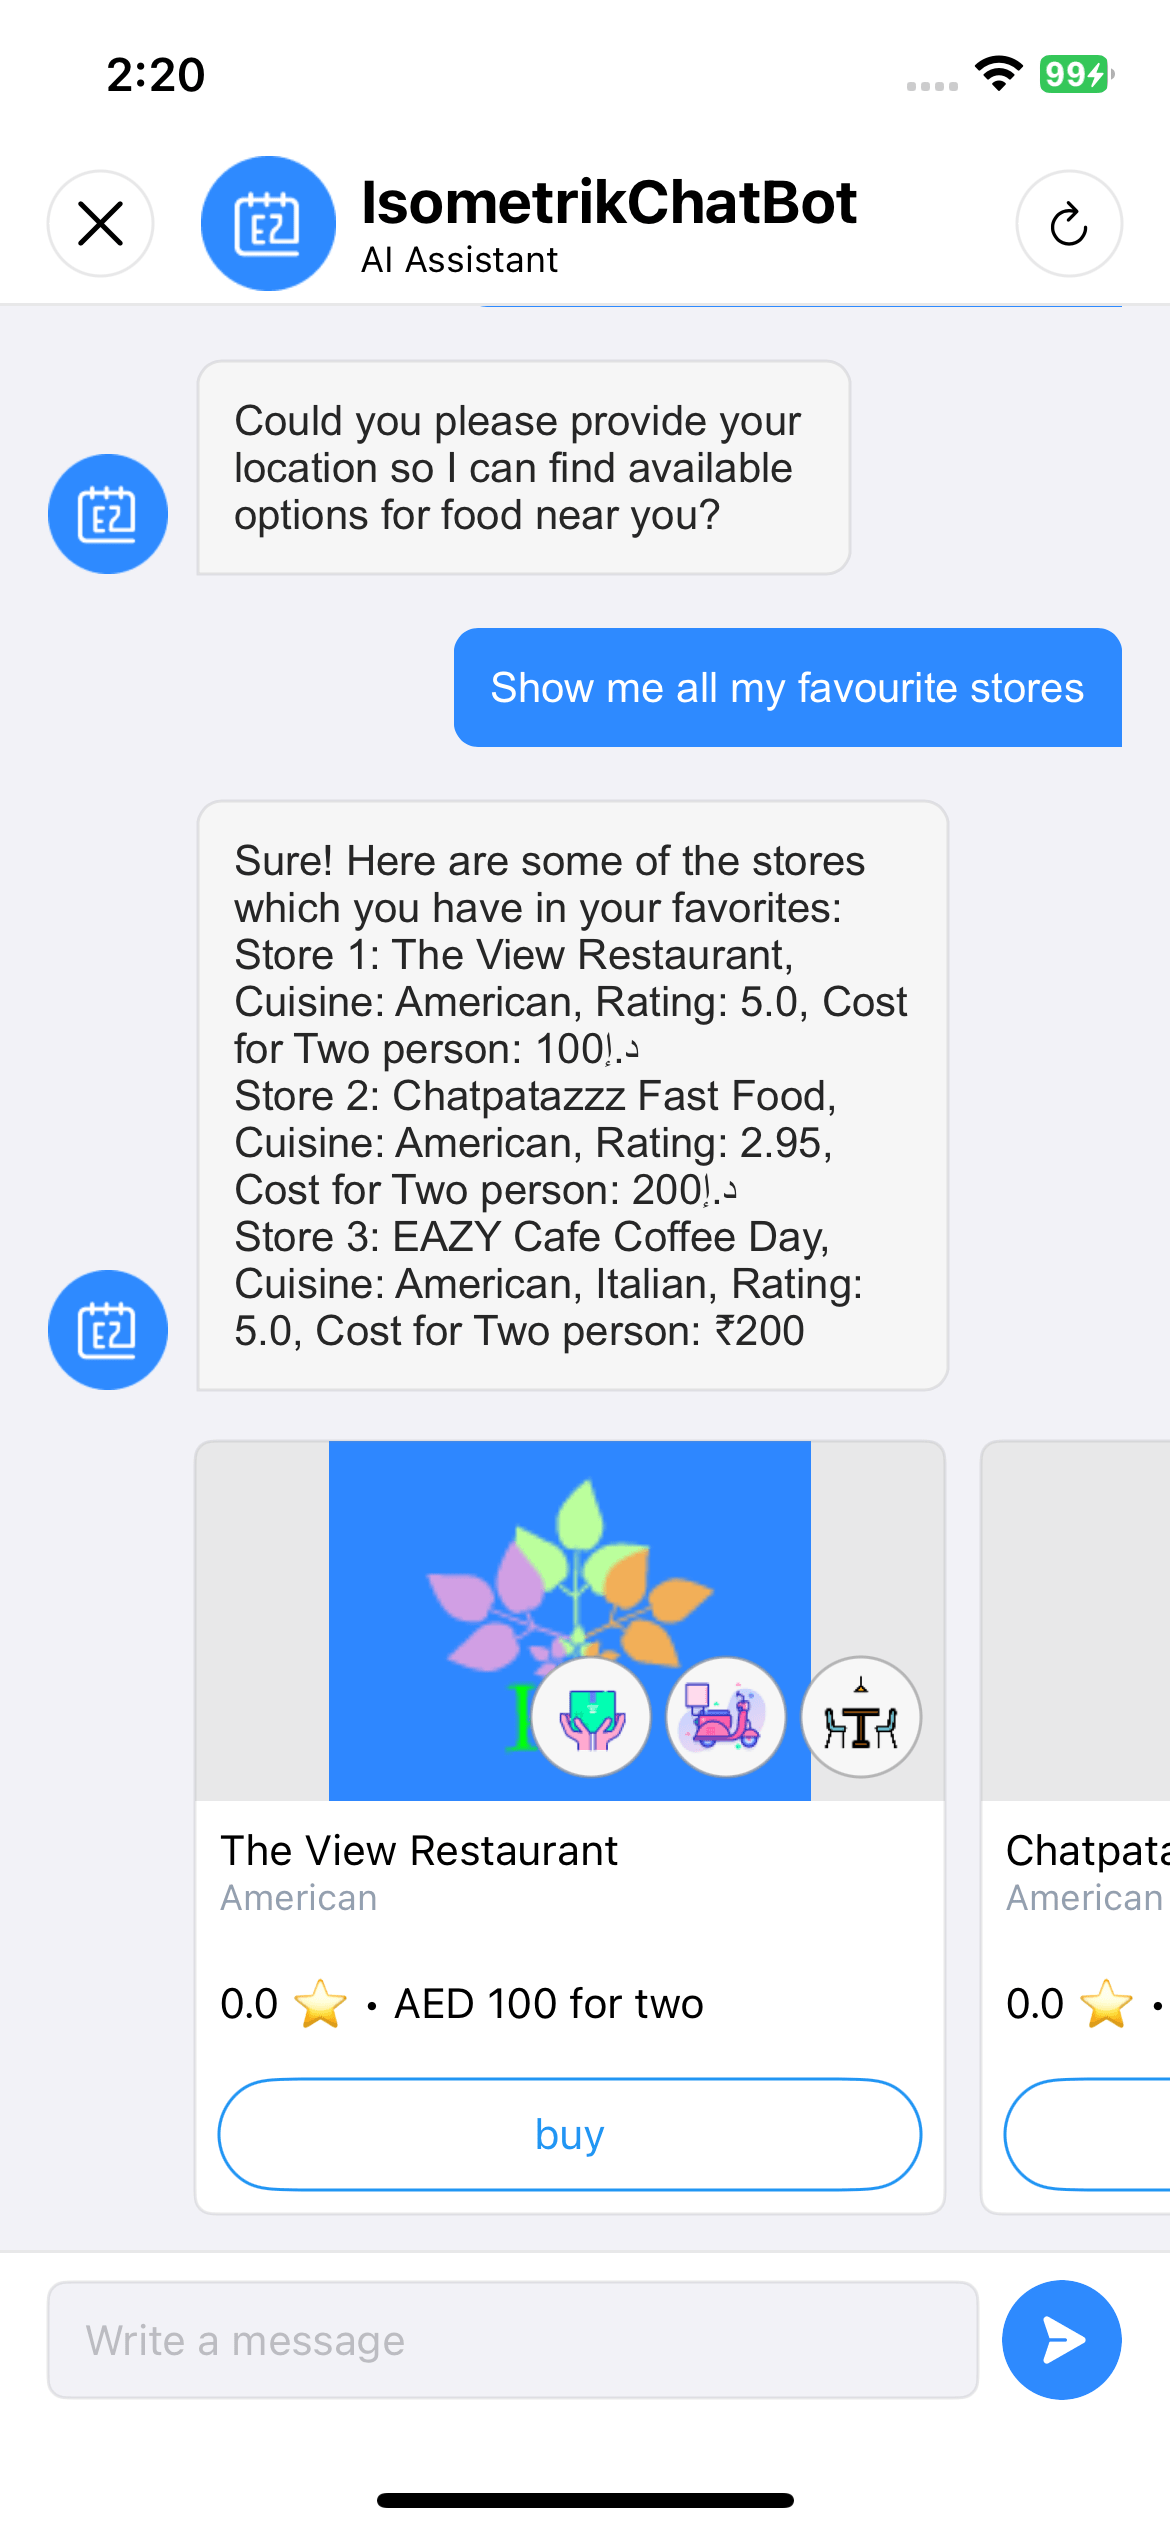 2:20
99
EZ
IsometrikChatBot
AI Assistant
Could you please provide your
location so I can find available
options for food near you?
EZ
Show me all my favourite stores
Sure! Here are some of the stores
which you have in your favorites:
Store 1: The View Restaurant,
Cuisine: American, Rating: 5.0, Cost
for Two person: د.إ100
Store 2: Chatpatazzz Fast Food,
Cuisine: American, Rating: 2.95,
Cost for Two person: د.إ200
Store 3: EAZY Cafe Coffee Day,
Cuisine: American, Italian, Rating:
5.0, Cost for Two person: ₹200
EZ
The View Restaurant
American
0.0 ⭐ • AED 100 for two
buy
American
0.0 ⭐ •
Write a message